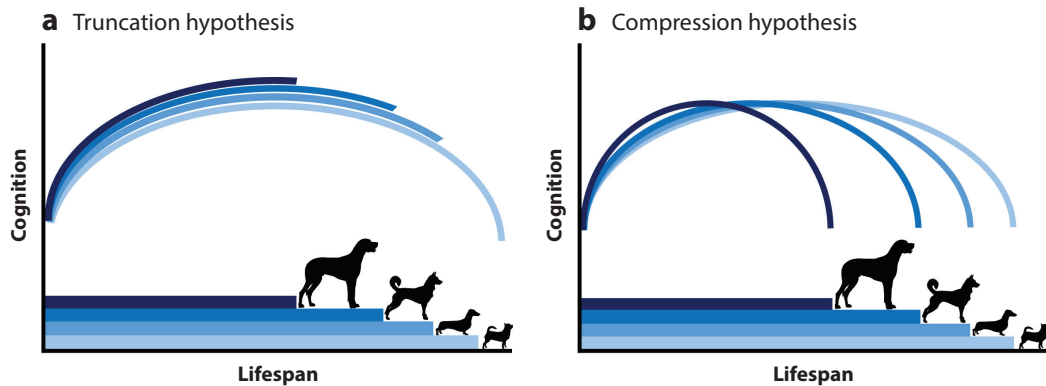 a Truncation hypothesis
b Compression hypothesis
Cognition
Cognition
Lifespan
Lifespan